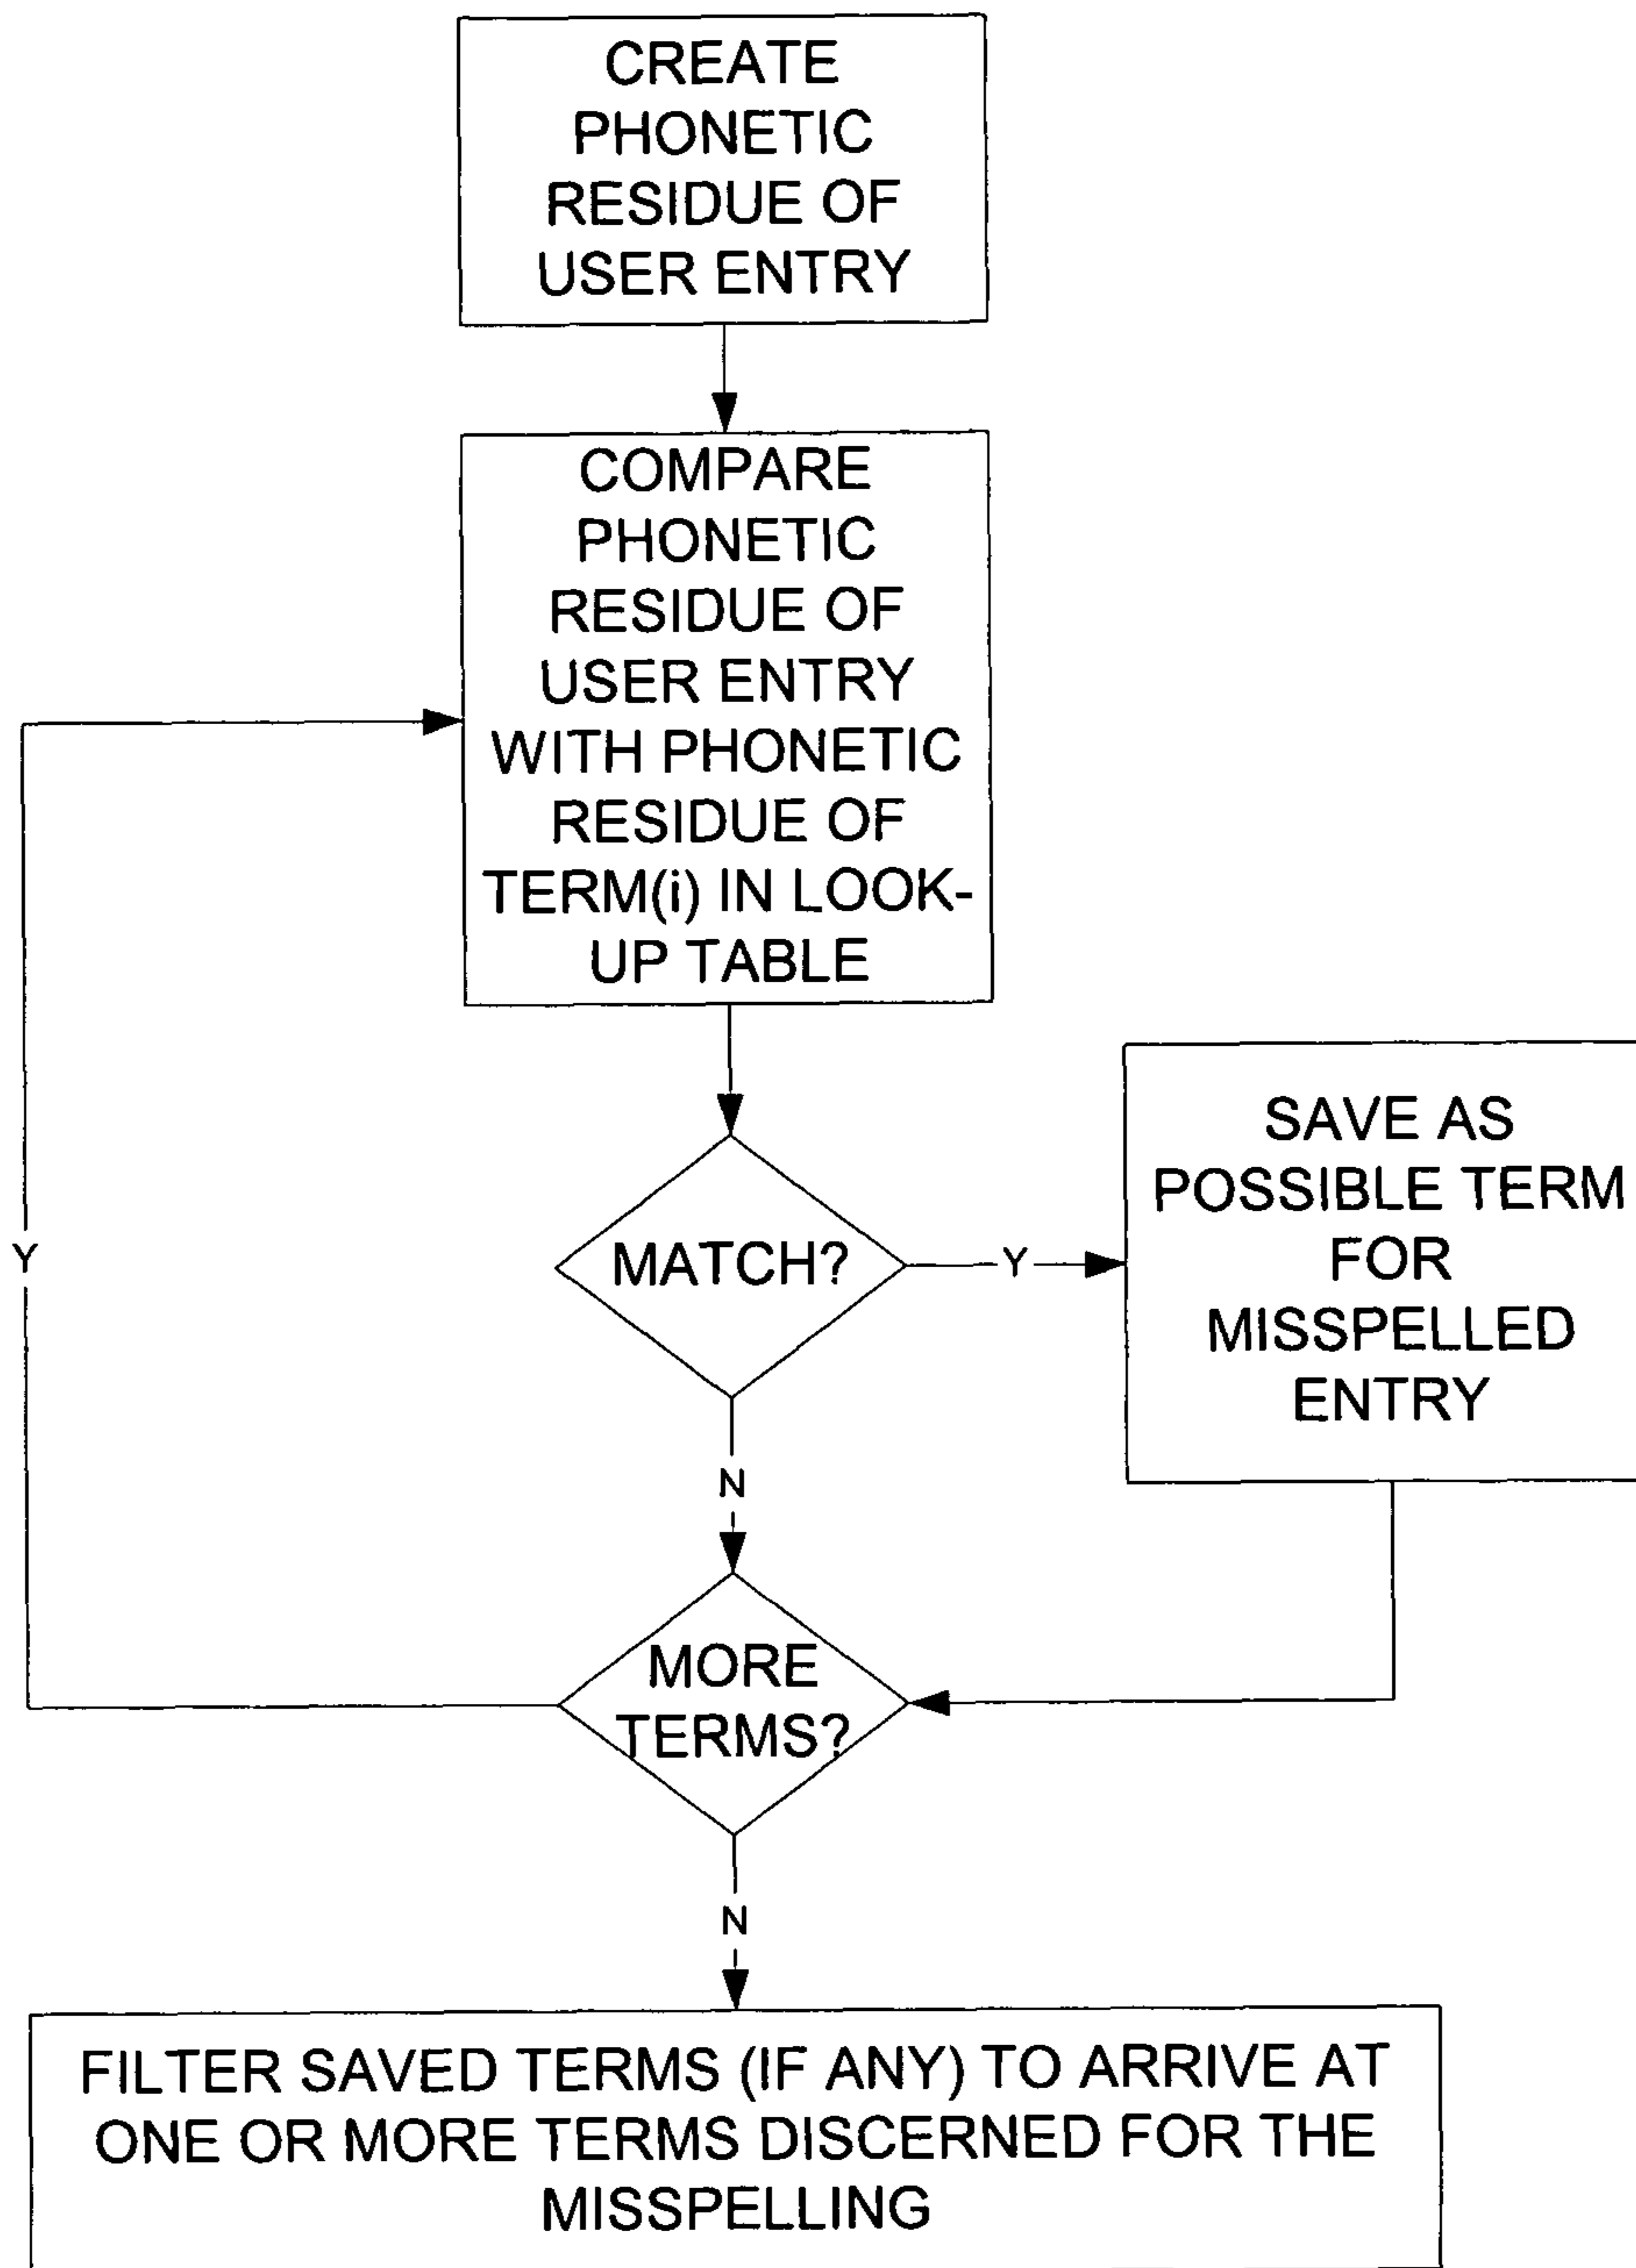 CREATE
PHONETIC
RESIDUE OF
USER ENTRY
COMPARE
PHONETIC
RESIDUE OF
USER ENTRY
WITH PHONETIC
RESIDUE OF
TERM(i) IN LOOK-
UP TABLE
MATCH?
Y
SAVE AS
POSSIBLE TERM
FOR
MISSPELLED
ENTRY
Y
N
MORE
TERMS?
N
FILTER SAVED TERMS (IF ANY) TO ARRIVE AT
ONE OR MORE TERMS DISCERNED FOR THE
MISSPELLING